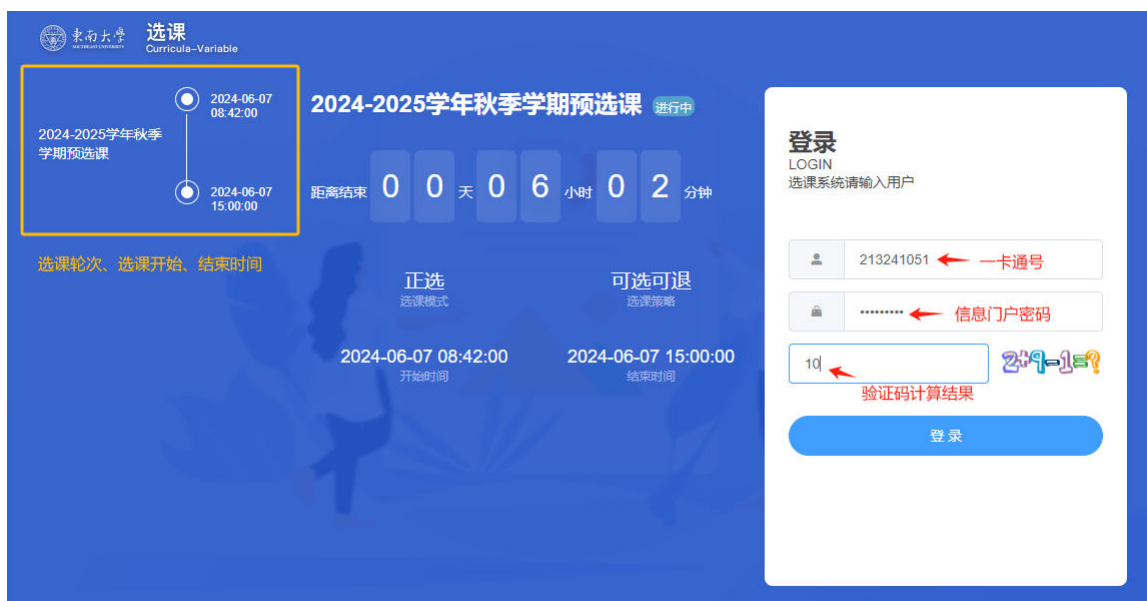 東南大學 选课
SOUTHEAST UNIVERSITY Curricula-Variable
2024-06-07
08:42:00
2024-2025学年秋季
学期预选课
2024-06-07
15:00:00
选课轮次、选课开始、结束时间
2024-2025学年秋季学期预选课 进行中
距离结束 0 0 天 0 6 小时 0 2 分钟
正选 可选可退
选课模式 选课策略
2024-06-07 08:42:00 2024-06-07 15:00:00
开始时间 结束时间
登录
LOGIN
选课系统请输入用户
213241051 一卡通号
········· 信息门户密码
10 2+9-1=?
验证码计算结果
登 录